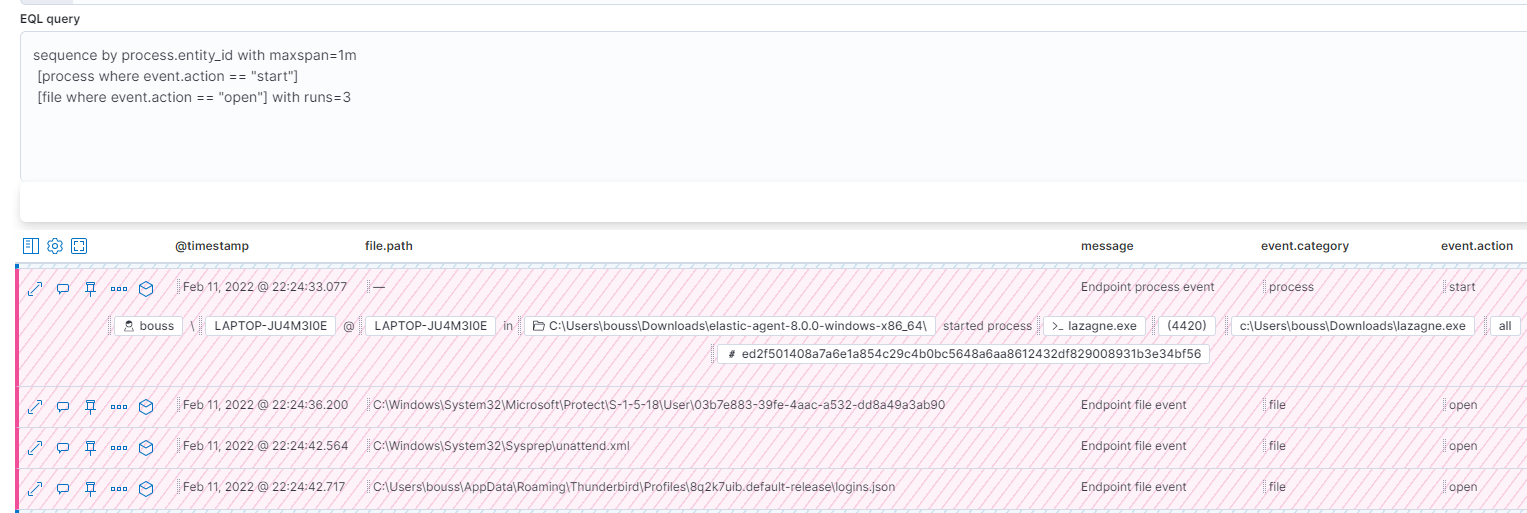 EQL query
sequence by process.entity_id with maxspan=1m
[process where event.action == "start"]
[file where event.action == "open"] with runs=3
@timestamp file.path message event.category event.action
Feb 11, 2022 @ 22:24:33.077 — Endpoint process event process start
bouss \ LAPTOP-JU4M3I0E @ LAPTOP-JU4M3I0E in C:\Users\bouss\Downloads\elastic-agent-8.0.0-windows-x86_64\ started process >_ lazagne.exe (4420) c:\Users\bouss\Downloads\lazagne.exe all
# ed2f501408a7a6e1a854c29c4b0bc5648a6aa8612432df829008931b3e34bf56
Feb 11, 2022 @ 22:24:36.200 C:\Windows\System32\Microsoft\Protect\S-1-5-18\User\03b7e883-39fe-4aac-a532-dd8a49a3ab90 Endpoint file event file open
Feb 11, 2022 @ 22:24:42.564 C:\Windows\System32\Sysprep\unattend.xml Endpoint file event file open
Feb 11, 2022 @ 22:24:42.717 C:\Users\bouss\AppData\Roaming\Thunderbird\Profiles\8q2k7uib.default-release\logins.json Endpoint file event file open